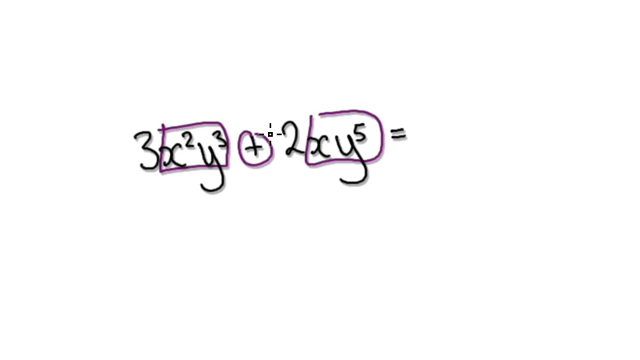 3x²y³ + 2xy⁵ =